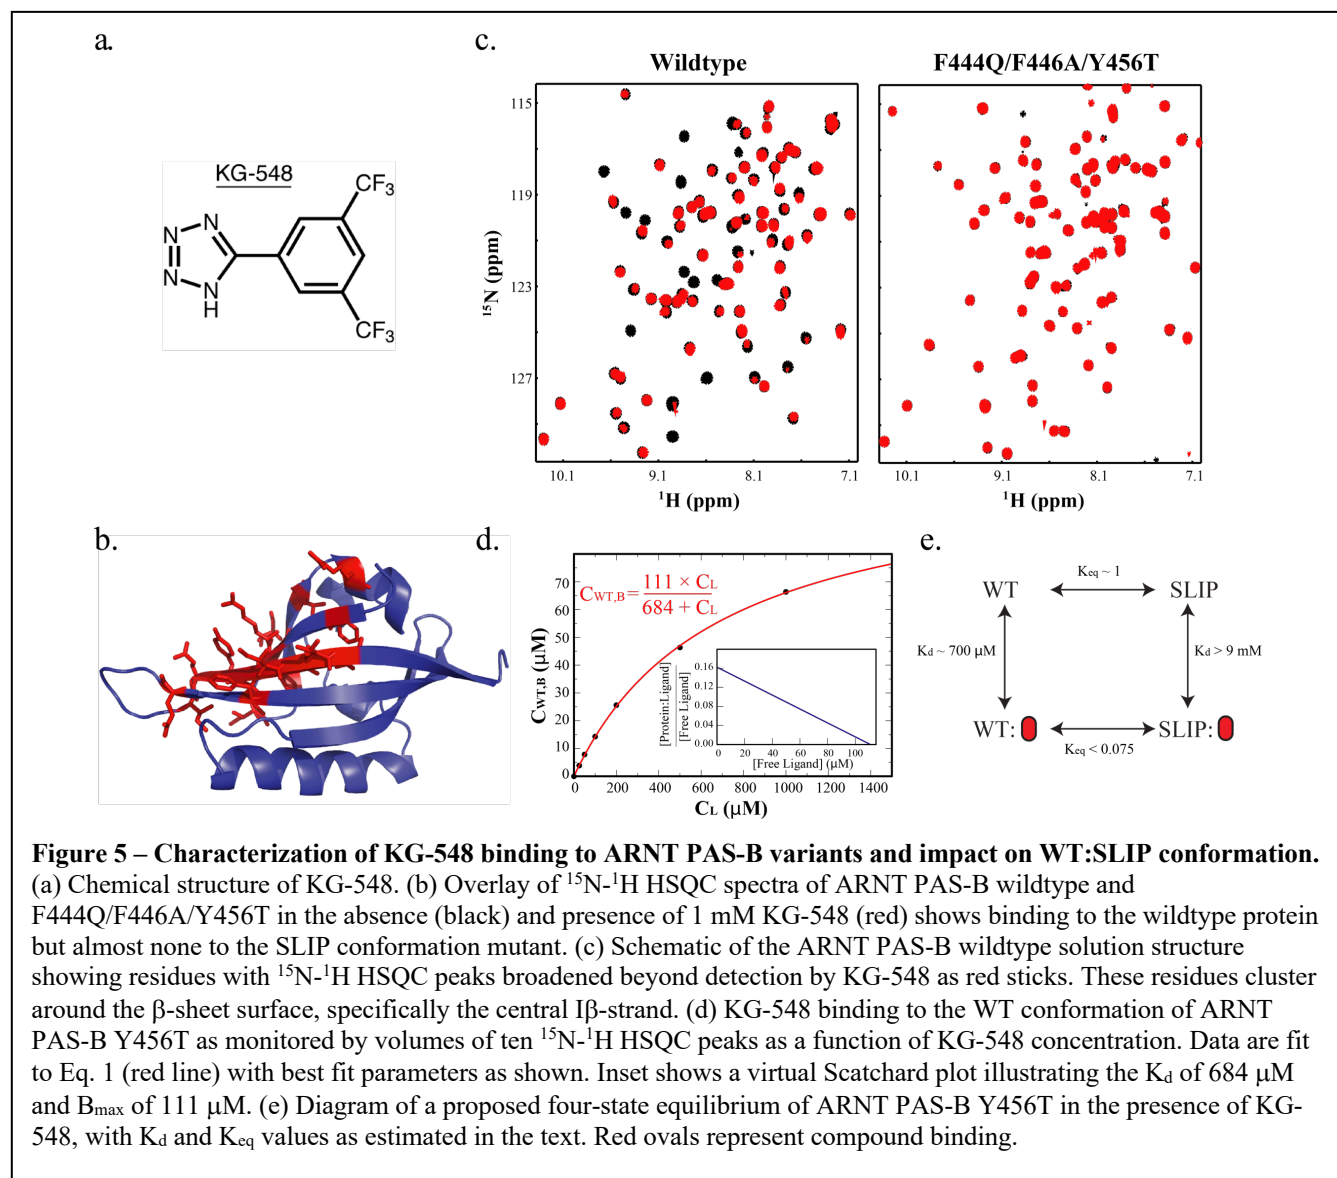 a.
KG-548
CF3
N
N
N
N
H
CF3
c.
Wildtype
F444Q/F446A/Y456T
115
119
123
127
15N (ppm)
10.1 9.1 8.1 7.1
10.1 9.1 8.1 7.1
1H (ppm)
1H (ppm)
b.
d.
CWT,B = 111 × CL / 684 + CL
70
60
50
40
30
20
10
0
CWT,B (μM)
0 200 400 600 800 1000 1200 1400
CL (μM)
0.16
0.12
0.08
0.04
0.00
[Protein:Ligand]
[Free Ligand]
0 20 40 60 80 100
[Free Ligand] (μM)
e.
Keq ~ 1
WT
SLIP
Kd ~ 700 μM
Kd > 9 mM
WT:
SLIP:
Keq < 0.075
Figure 5 – Characterization of KG-548 binding to ARNT PAS-B variants and impact on WT:SLIP conformation.
(a) Chemical structure of KG-548. (b) Overlay of 15N-1H HSQC spectra of ARNT PAS-B wildtype and
F444Q/F446A/Y456T in the absence (black) and presence of 1 mM KG-548 (red) shows binding to the wildtype protein
but almost none to the SLIP conformation mutant. (c) Schematic of the ARNT PAS-B wildtype solution structure
showing residues with 15N-1H HSQC peaks broadened beyond detection by KG-548 as red sticks. These residues cluster
around the β-sheet surface, specifically the central Iβ-strand. (d) KG-548 binding to the WT conformation of ARNT
PAS-B Y456T as monitored by volumes of ten 15N-1H HSQC peaks as a function of KG-548 concentration. Data are fit
to Eq. 1 (red line) with best fit parameters as shown. Inset shows a virtual Scatchard plot illustrating the Kd of 684 μM
and Bmax of 111 μM. (e) Diagram of a proposed four-state equilibrium of ARNT PAS-B Y456T in the presence of KG-
548, with Kd and Keq values as estimated in the text. Red ovals represent compound binding.